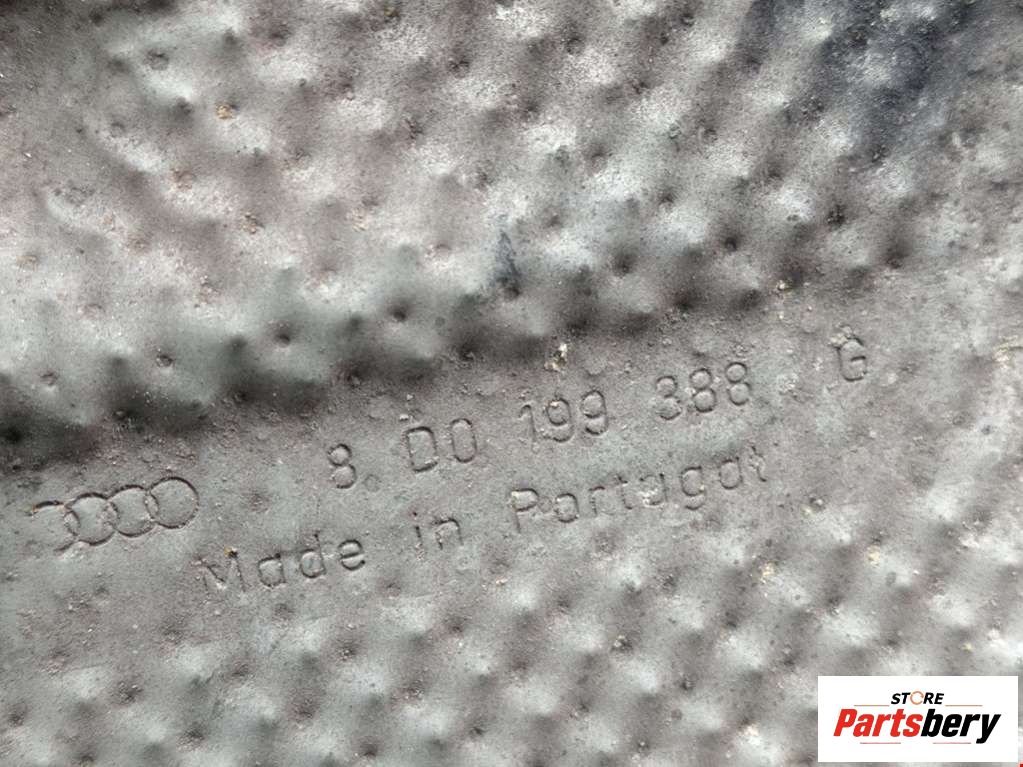 8.D0 199 388 G
Made in Portugal
STORE
Partsbery